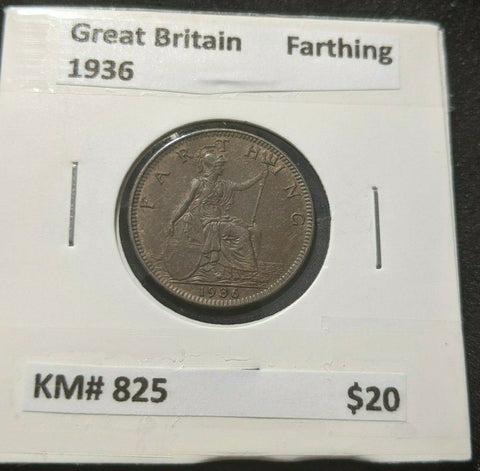 Great Britain Farthing
1936
FARTHING
1936
KM# 825 $20